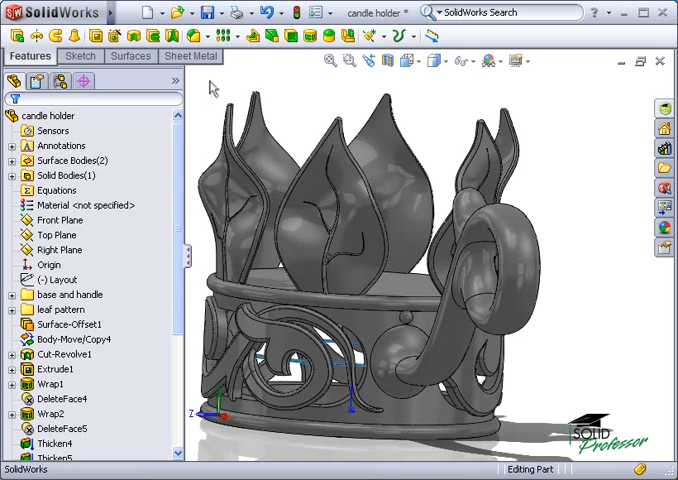 SolidWorks
candle holder *
SolidWorks Search
Features
Sketch
Surfaces
Sheet Metal
candle holder
Sensors
Annotations
Surface Bodies(2)
Solid Bodies(1)
Equations
Material <not specified>
Front Plane
Top Plane
Right Plane
Origin
(-) Layout
base and handle
leaf pattern
Surface-Offset1
Body-Move/Copy4
Cut-Revolve1
Extrude1
Wrap1
DeleteFace4
Wrap2
DeleteFace5
Thicken4
Thicken5
Z
SOLID
Professor
SolidWorks
Editing Part